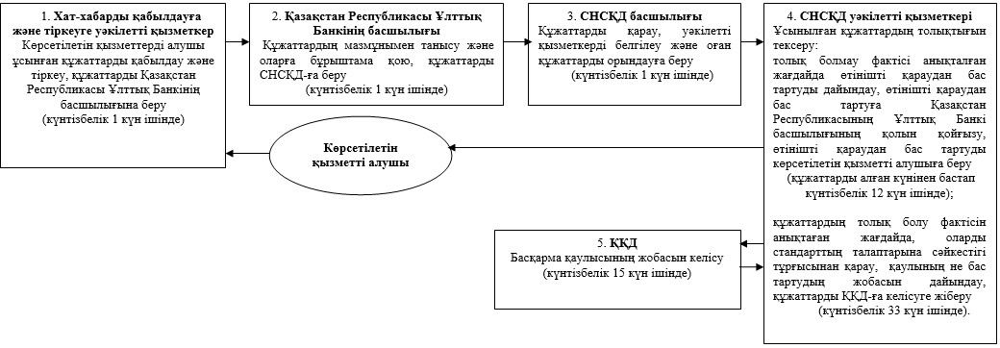 1. Хат-хабарды қабылдауға
және тіркеуге уәкілетті қызметкер
Көрсетілетін қызметтерді алушы
ұсынған құжаттарды қабылдау және
тіркеу, құжаттарды Қазақстан
Республикасы Ұлттық Банкінің
басшылығына беру
(күнтізбелік 1 күн ішінде)
2. Қазақстан Республикасы Ұлттық
Банкінің басшылығы
Құжаттардың мазмұнымен танысу және
оларға бұрыштама қою, құжаттарды
СНСҚД-ға беру
(күнтізбелік 1 күн ішінде)
3. СНСҚД басшылығы
Құжаттарды қарау, уәкілетті
қызметкерді белгілеу және оған
құжаттарды орындауға беру
(күнтізбелік 1 күн ішінде)
4. СНСҚД уәкілетті қызметкері
Ұсынылған құжаттардың толықтығын
тексеру:
толық болмау фактісі анықталған
жағдайда өтінішті қараудан бас
тартуды дайындау, өтінішті қараудан
бас тартуға Қазақстан
Республикасының Ұлттық Банкі
басшылығының қолын қойғызу,
өтінішті қараудан бас тартуды
көрсетілетін қызметті алушыға беру
(құжаттарды алған күнінен бастап
күнтізбелік 12 күн ішінде);
құжаттардың толық болу фактісін
анықтаған жағдайда, оларды
стандарттың талаптарына сәйкестігі
тұрғысынан қарау, қаулының не бас
тартудың жобасын дайындау,
құжаттарды ҚҚД-ға келісуге жіберу
(күнтізбелік 33 күн ішінде).
Көрсетілетін
қызметті алушы
5. ҚҚД
Басқарма қаулысының жобасын келісу
(күнтізбелік 15 күн ішінде)